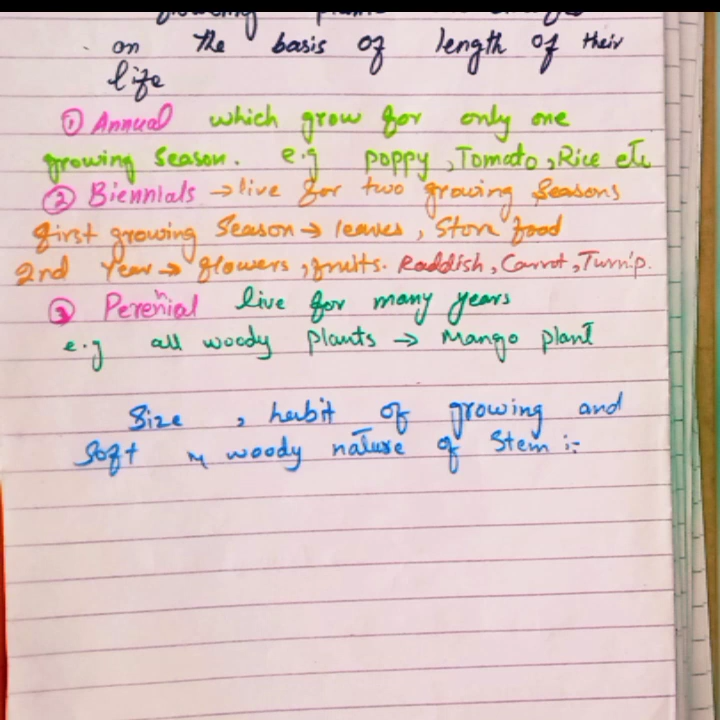 on the basis of length of their
life
① Annual which grow for only one
growing Season. e.g poppy, Tomato, Rice etc
② Biennials → live for two growing Seasons
first growing Season → leaves, Store food
2nd Year → flowers, fruits. Raddish, Carrot, Turnip.
③ Perennial live for many years
e.g all woody plants → Mango plant
Size, habit of growing and
Soft or woody nature of Stem :-